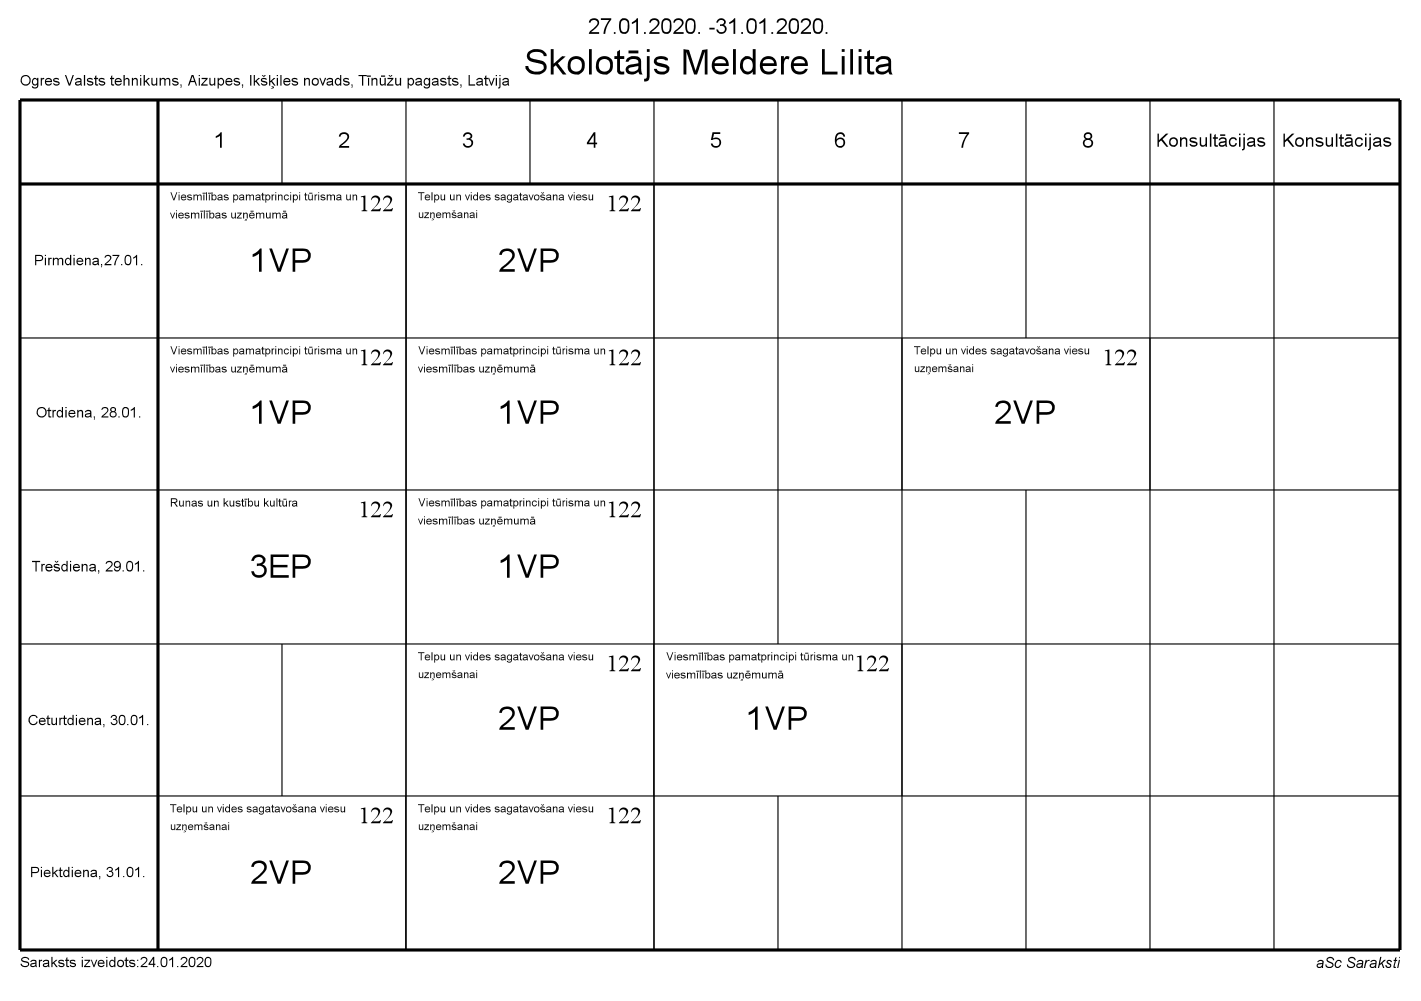 27.01.2020. -31.01.2020.
Skolotājs Meldere Lilita
Ogres Valsts tehnikums, Aizupes, Ikšķiles novads, Tīnūžu pagasts, Latvija
1 2 3 4 5 6 7 8 Konsultācijas Konsultācijas
Pirmdiena,27.01.
Viesmīlības pamatprincipi tūrisma un
viesmīlības uzņēmumā
122
1VP
Telpu un vides sagatavošana viesu
uzņemšanai
122
2VP
Otrdiena, 28.01.
Viesmīlības pamatprincipi tūrisma un
viesmīlības uzņēmumā
122
1VP
Viesmīlības pamatprincipi tūrisma un
viesmīlības uzņēmumā
122
1VP
Telpu un vides sagatavošana viesu
uzņemšanai
122
2VP
Trešdiena, 29.01.
Runas un kustību kultūra
122
3EP
Viesmīlības pamatprincipi tūrisma un
viesmīlības uzņēmumā
122
1VP
Ceturtdiena, 30.01.
Telpu un vides sagatavošana viesu
uzņemšanai
122
2VP
Viesmīlības pamatprincipi tūrisma un
viesmīlības uzņēmumā
122
1VP
Piektdiena, 31.01.
Telpu un vides sagatavošana viesu
uzņemšanai
122
2VP
Telpu un vides sagatavošana viesu
uzņemšanai
122
2VP
Saraksts izveidots:24.01.2020
aSc Saraksti